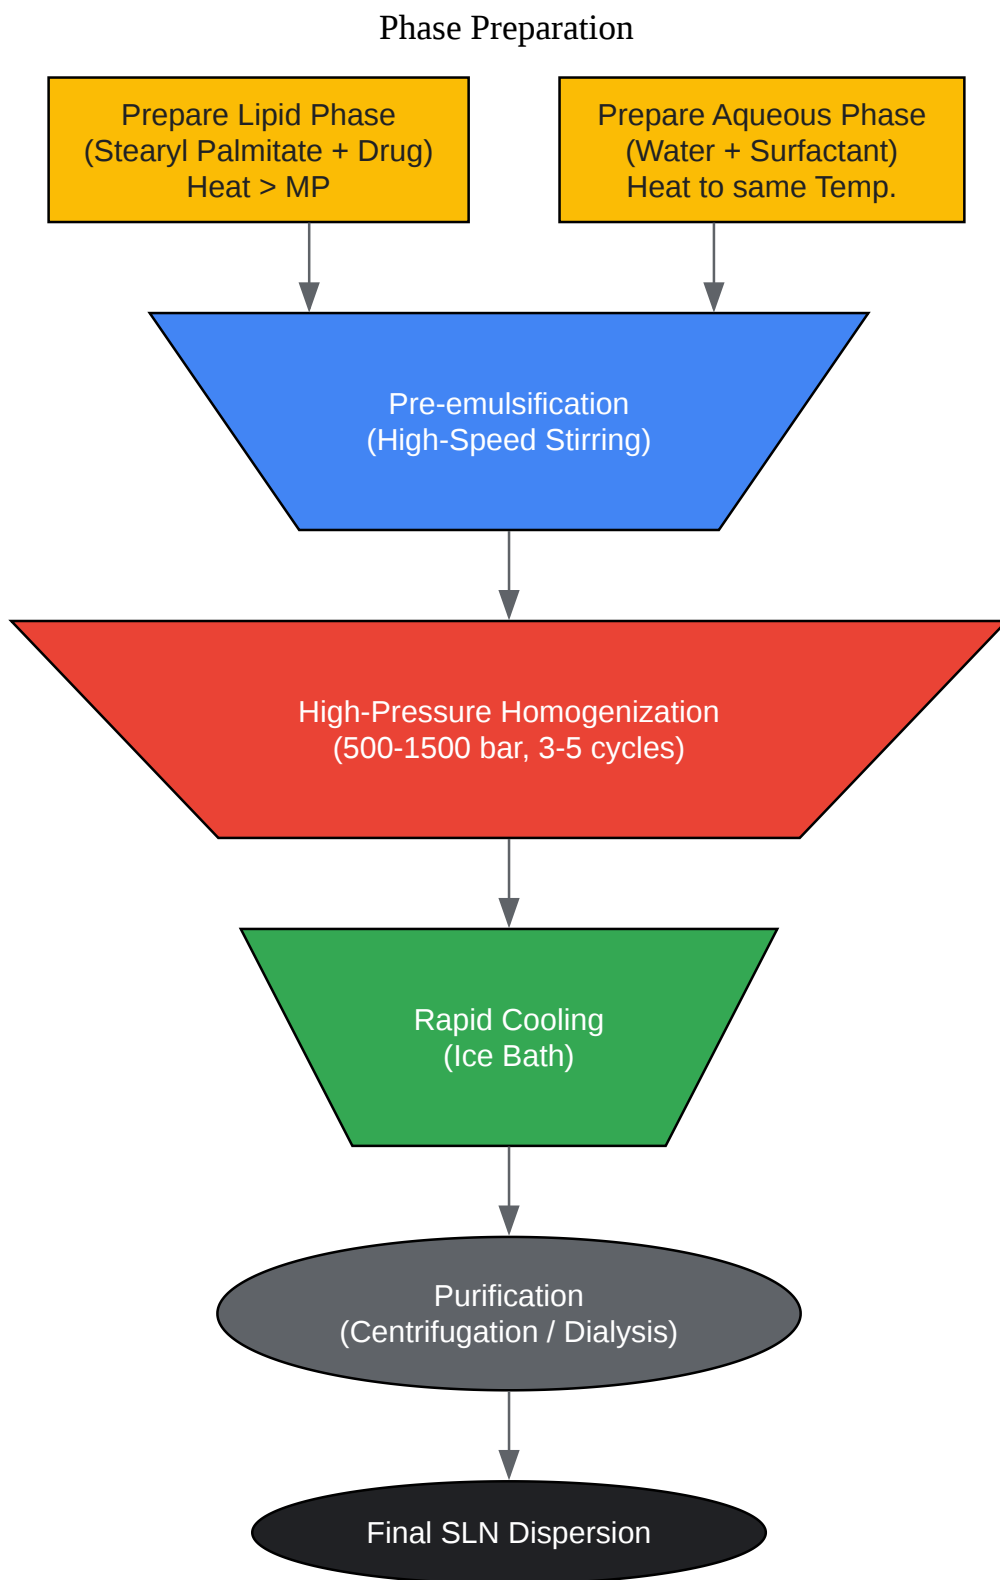 Phase Preparation
Prepare Lipid Phase
(Stearyl Palmitate + Drug)
Heat > MP
Prepare Aqueous Phase
(Water + Surfactant)
Heat to same Temp.
Pre-emulsification
(High-Speed Stirring)
High-Pressure Homogenization
(500-1500 bar, 3-5 cycles)
Rapid Cooling
(Ice Bath)
Purification
(Centrifugation / Dialysis)
Final SLN Dispersion